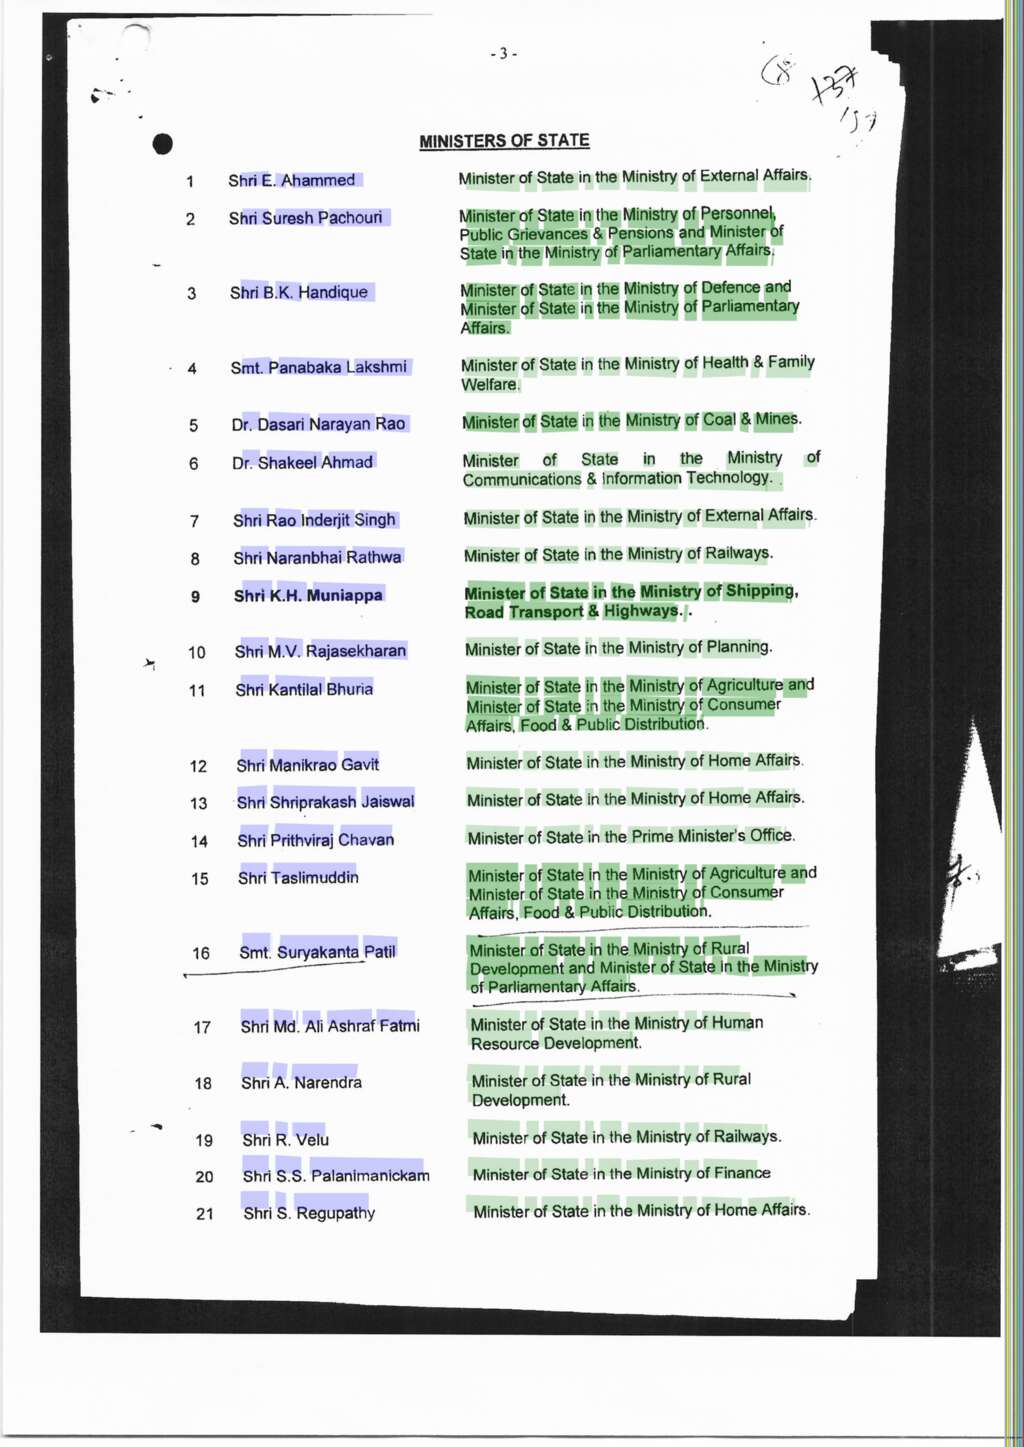 - 3 -
137
MINISTERS OF STATE
1 Shri E. Ahammed Minister of State in the Ministry of External Affairs.
2 Shri Suresh Pachouri Minister of State in the Ministry of Personnel,
Public Grievances & Pensions and Minister of
State in the Ministry of Parliamentary Affairs.
3 Shri B.K. Handique Minister of State in the Ministry of Defence and
Minister of State in the Ministry of Parliamentary
Affairs.
4 Smt. Panabaka Lakshmi Minister of State in the Ministry of Health & Family
Welfare.
5 Dr. Dasari Narayan Rao Minister of State in the Ministry of Coal & Mines.
6 Dr. Shakeel Ahmad Minister of State in the Ministry of
Communications & Information Technology.
7 Shri Rao Inderjit Singh Minister of State in the Ministry of External Affairs.
8 Shri Naranbhai Rathwa Minister of State in the Ministry of Railways.
9 Shri K.H. Muniappa Minister of State in the Ministry of Shipping,
Road Transport & Highways.
10 Shri M.V. Rajasekharan Minister of State in the Ministry of Planning.
11 Shri Kantilal Bhuria Minister of State in the Ministry of Agriculture and
Minister of State in the Ministry of Consumer
Affairs, Food & Public Distribution.
12 Shri Manikrao Gavit Minister of State in the Ministry of Home Affairs.
13 Shri Shriprakash Jaiswal Minister of State in the Ministry of Home Affairs.
14 Shri Prithviraj Chavan Minister of State in the Prime Minister's Office.
15 Shri Taslimuddin Minister of State in the Ministry of Agriculture and
Minister of State in the Ministry of Consumer
Affairs, Food & Public Distribution.
16 Smt. Suryakanta Patil Minister of State in the Ministry of Rural
Development and Minister of State in the Ministry
of Parliamentary Affairs.
17 Shri Md. Ali Ashraf Fatmi Minister of State in the Ministry of Human
Resource Development.
18 Shri A. Narendra Minister of State in the Ministry of Rural
Development.
19 Shri R. Velu Minister of State in the Ministry of Railways.
20 Shri S.S. Palanimanickam Minister of State in the Ministry of Finance
21 Shri S. Regupathy Minister of State in the Ministry of Home Affairs.